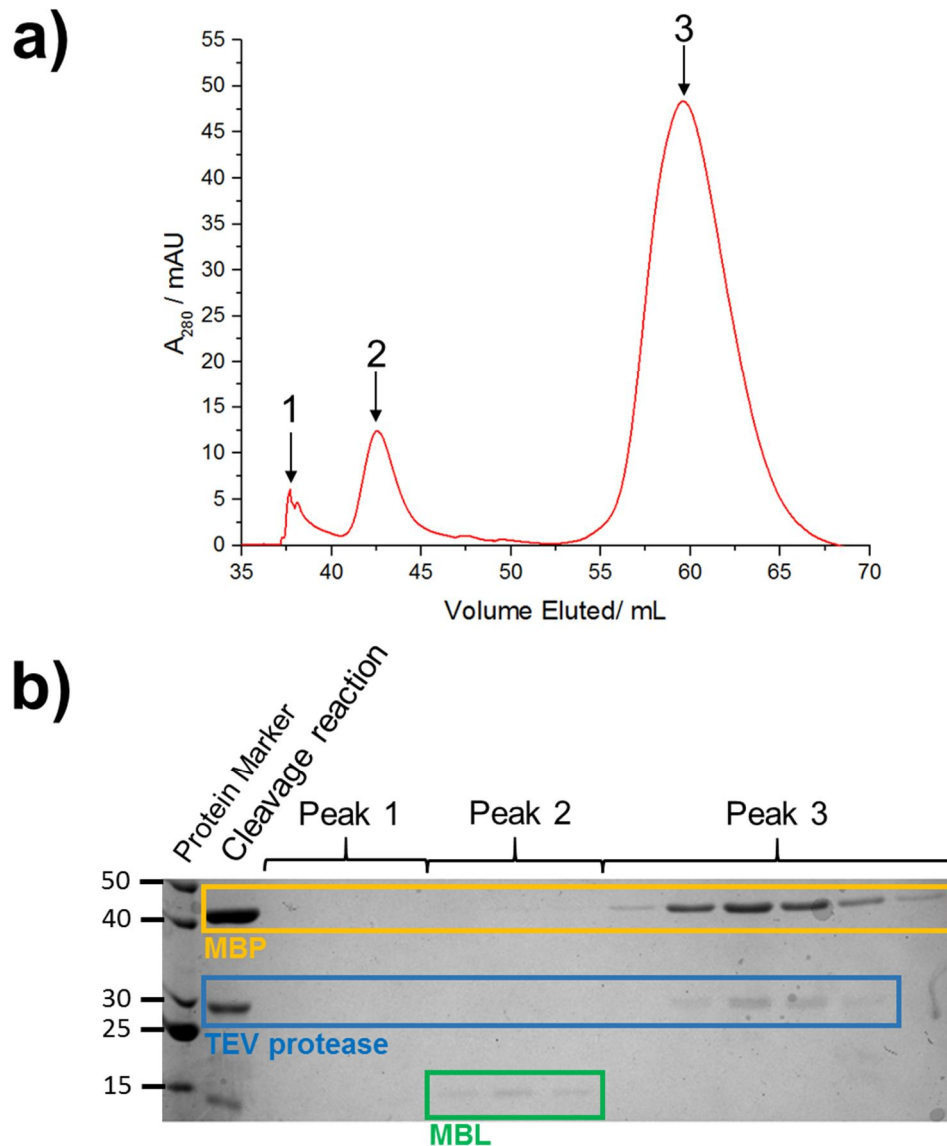 a)
1
2
3
55
50
45
40
35
30
25
20
15
10
5
0
A280 / mAU
35 40 45 50 55 60 65 70
Volume Eluted/ mL
b)
Protein Marker
Cleavage reaction
Peak 1 Peak 2 Peak 3
50
40
MBP
30
25
TEV protease
15
MBL